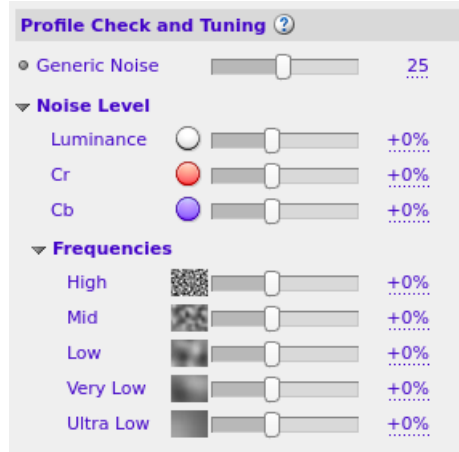 Profile Check and Tuning ?
Generic Noise 25
Noise Level
Luminance +0%
Cr +0%
Cb +0%
Frequencies
High +0%
Mid +0%
Low +0%
Very Low +0%
Ultra Low +0%